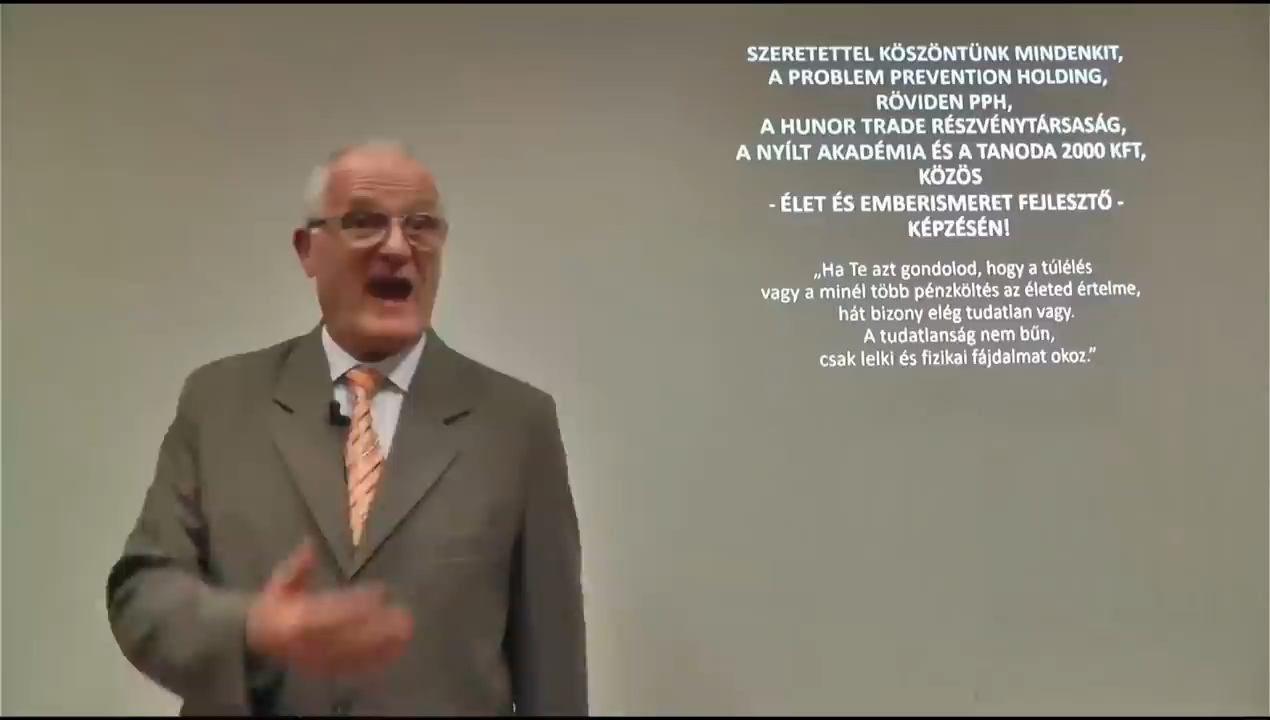 SZERETETTEL KÖSZÖNTÜNK MINDENKIT,
A PROBLEM PREVENTION HOLDING,
RÖVIDEN PPH,
A HUNOR TRADE RÉSZVÉNYTÁRSASÁG,
A NYÍLT AKADÉMIA ÉS A TANODA 2000 KFT,
KÖZÖS
- ÉLET ÉS EMBERISMERET FEJLESZTŐ -
KÉPZÉSÉN!
„Ha Te azt gondolod, hogy a túlélés
vagy a minél több pénzköltés az életed értelme,
hát bizony elég tudatlan vagy.
A tudatlanság nem bűn,
csak lelki és fizikai fájdalmat okoz.”